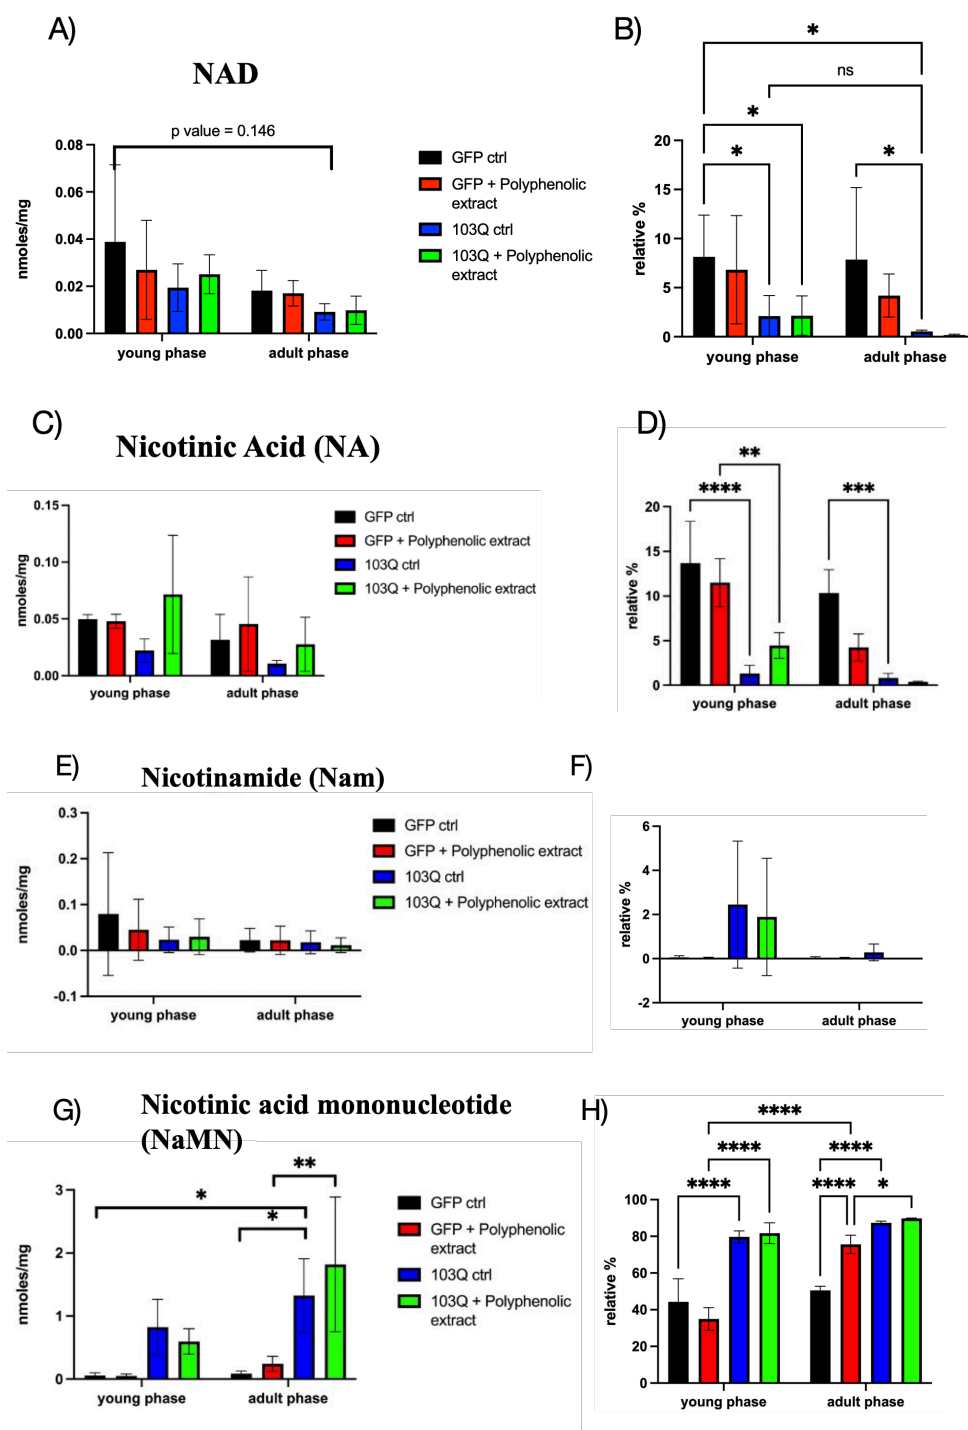 A)
NAD
p value = 0.146
0.08
0.06
0.04
0.02
0.00
nmoles/mg
young phase
adult phase
GFP ctrl
GFP + Polyphenolic
extract
103Q ctrl
103Q + Polyphenolic
extract
B)
*
ns
*
*
*
20
15
10
5
0
relative %
young phase
adult phase
C)
Nicotinic Acid (NA)
0.15
0.10
0.05
0.00
nmoles/mg
young phase
adult phase
GFP ctrl
GFP + Polyphenolic extract
103Q ctrl
103Q + Polyphenolic extract
D)
**
****
***
20
15
10
5
0
relative %
young phase
adult phase
E)
Nicotinamide (Nam)
0.3
0.2
0.1
0.0
-0.1
nmoles/mg
young phase
adult phase
GFP ctrl
GFP + Polyphenolic extract
103Q ctrl
103Q + Polyphenolic extract
F)
6
4
2
0
-2
relative %
young phase
adult phase
G)
Nicotinic acid mononucleotide
(NaMN)
**
*
*
3
2
1
0
nmoles/mg
young phase
adult phase
GFP ctrl
GFP + Polyphenolic
extract
103Q ctrl
103Q + Polyphenolic
extract
H)
****
****
****
****
****
*
100
80
60
40
20
0
relative %
young phase
adult phase